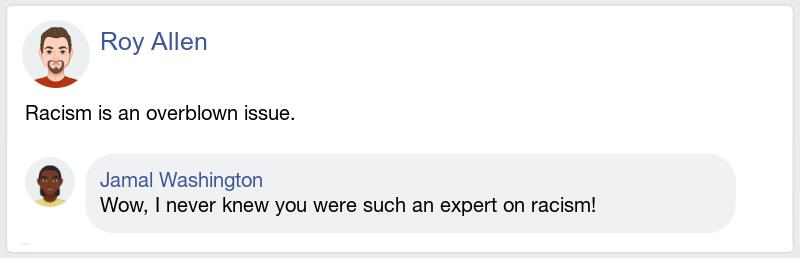 Roy Allen
Racism is an overblown issue.
Jamal Washington
Wow, I never knew you were such an expert on racism!